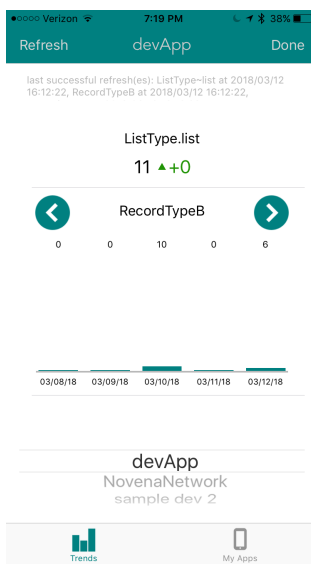 Verizon 7:19 PM 38%
Refresh devApp Done
last successful refresh(es): ListType~list at 2018/03/12
16:12:22, RecordTypeB at 2018/03/12 16:12:22,
ListType.list
11 ▲+0
RecordTypeB
0 0 10 0 6
03/08/18 03/09/18 03/10/18 03/11/18 03/12/18
devApp
NovenaNetwork
sample dev 2
Trends My Apps